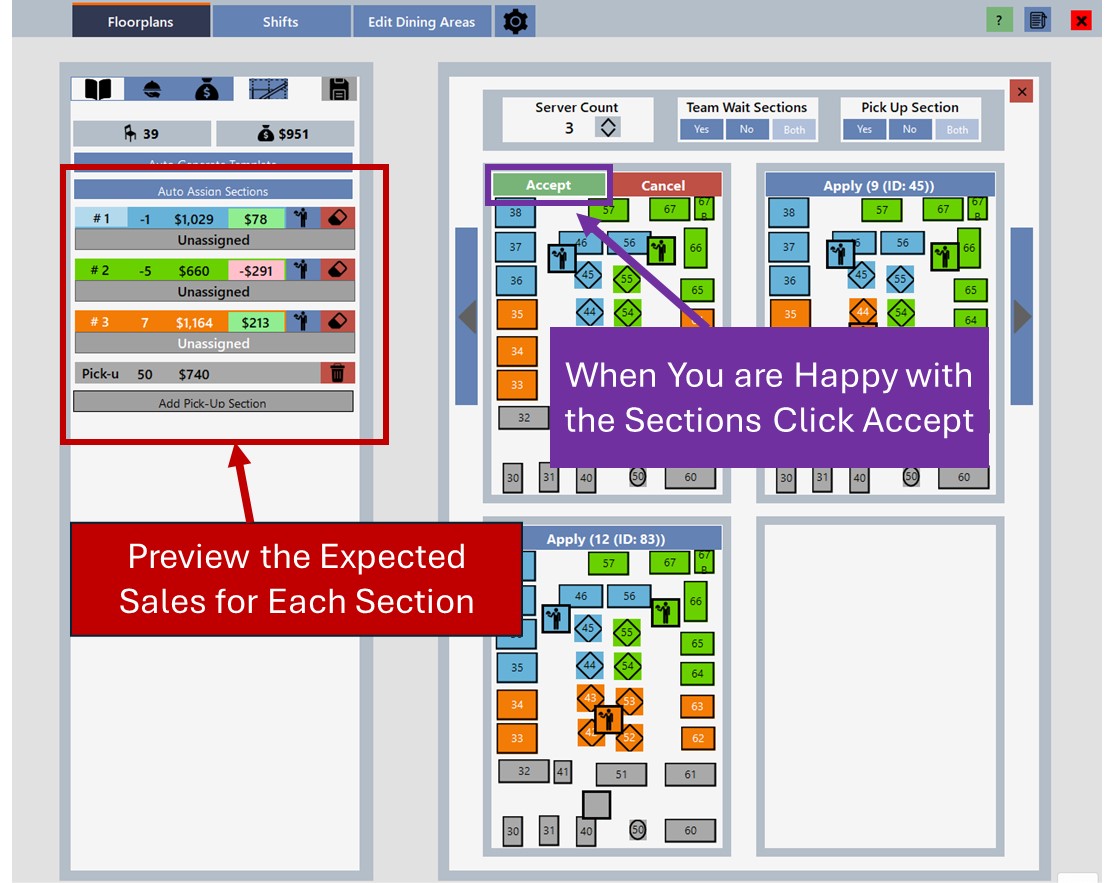 Floorplans
Shifts
Edit Dining Areas
?
39
$951
Auto Generate Template
Auto Assign Sections
# 1 -1 $1,029 $78
Unassigned
# 2 -5 $660 -$291
Unassigned
# 3 7 $1,164 $213
Unassigned
Pick-u 50 $740
Add Pick-Up Section
Preview the Expected
Sales for Each Section
Server Count
3
Team Wait Sections
Yes No Both
Pick Up Section
Yes No Both
Accept Cancel
38 57 67 67
B
37 46 56 66
36 45 55
65
35 44 54
34
33
32
30 31 40 50 60
When You are Happy with
the Sections Click Accept
Apply (9 (ID: 45))
38 57 67 67
B
37 56 66
36 45 55
65
35 44 54 64
30 31 40 50 60
Apply (12 (ID: 83))
57 67 67
B
46 56 66
45 55
65
35 44 54 64
34 43 53 63
33 52 62
32 41 51 61
30 31 40 50 60